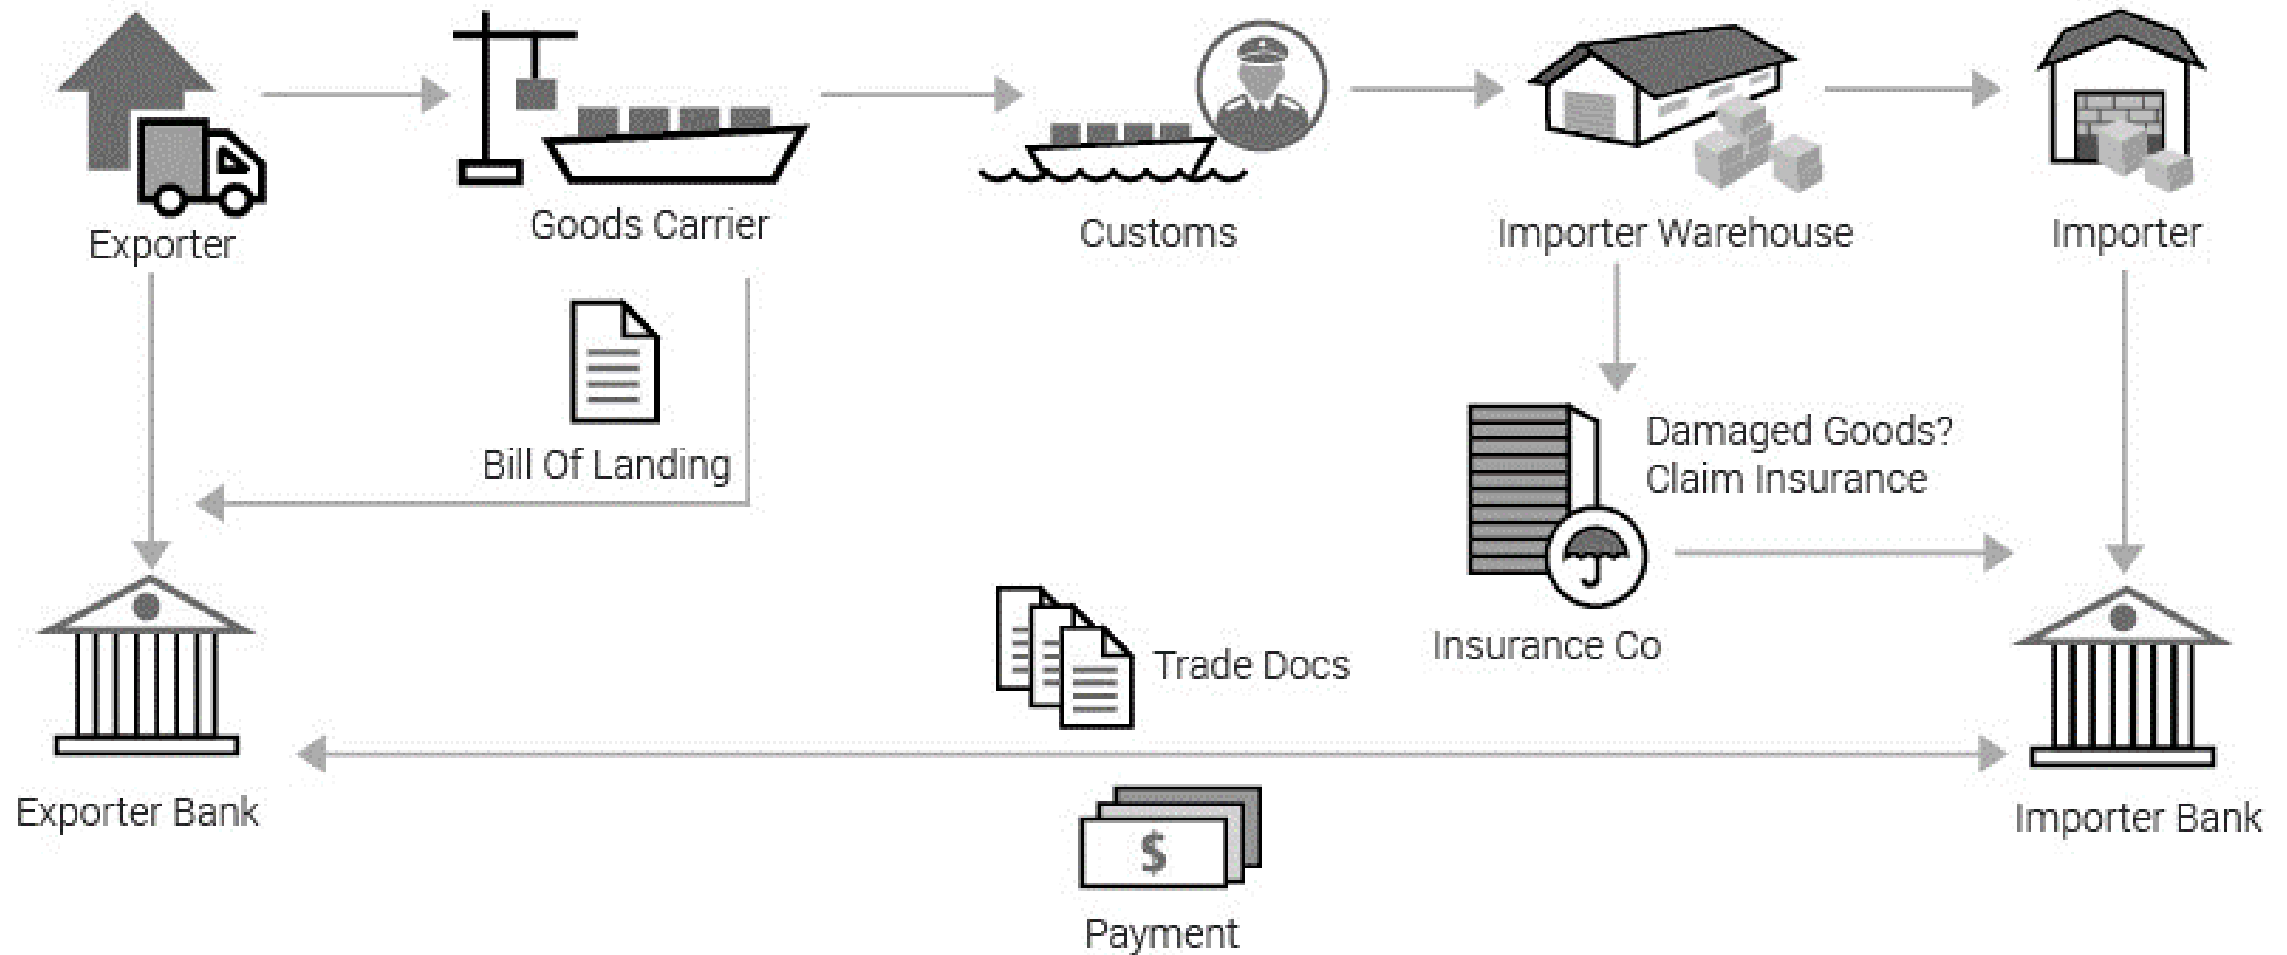 Exporter
Goods Carrier
Customs
Importer Warehouse
Importer
Bill Of Landing
Damaged Goods?
Claim Insurance
Insurance Co
Trade Docs
Exporter Bank
Importer Bank
$
Payment